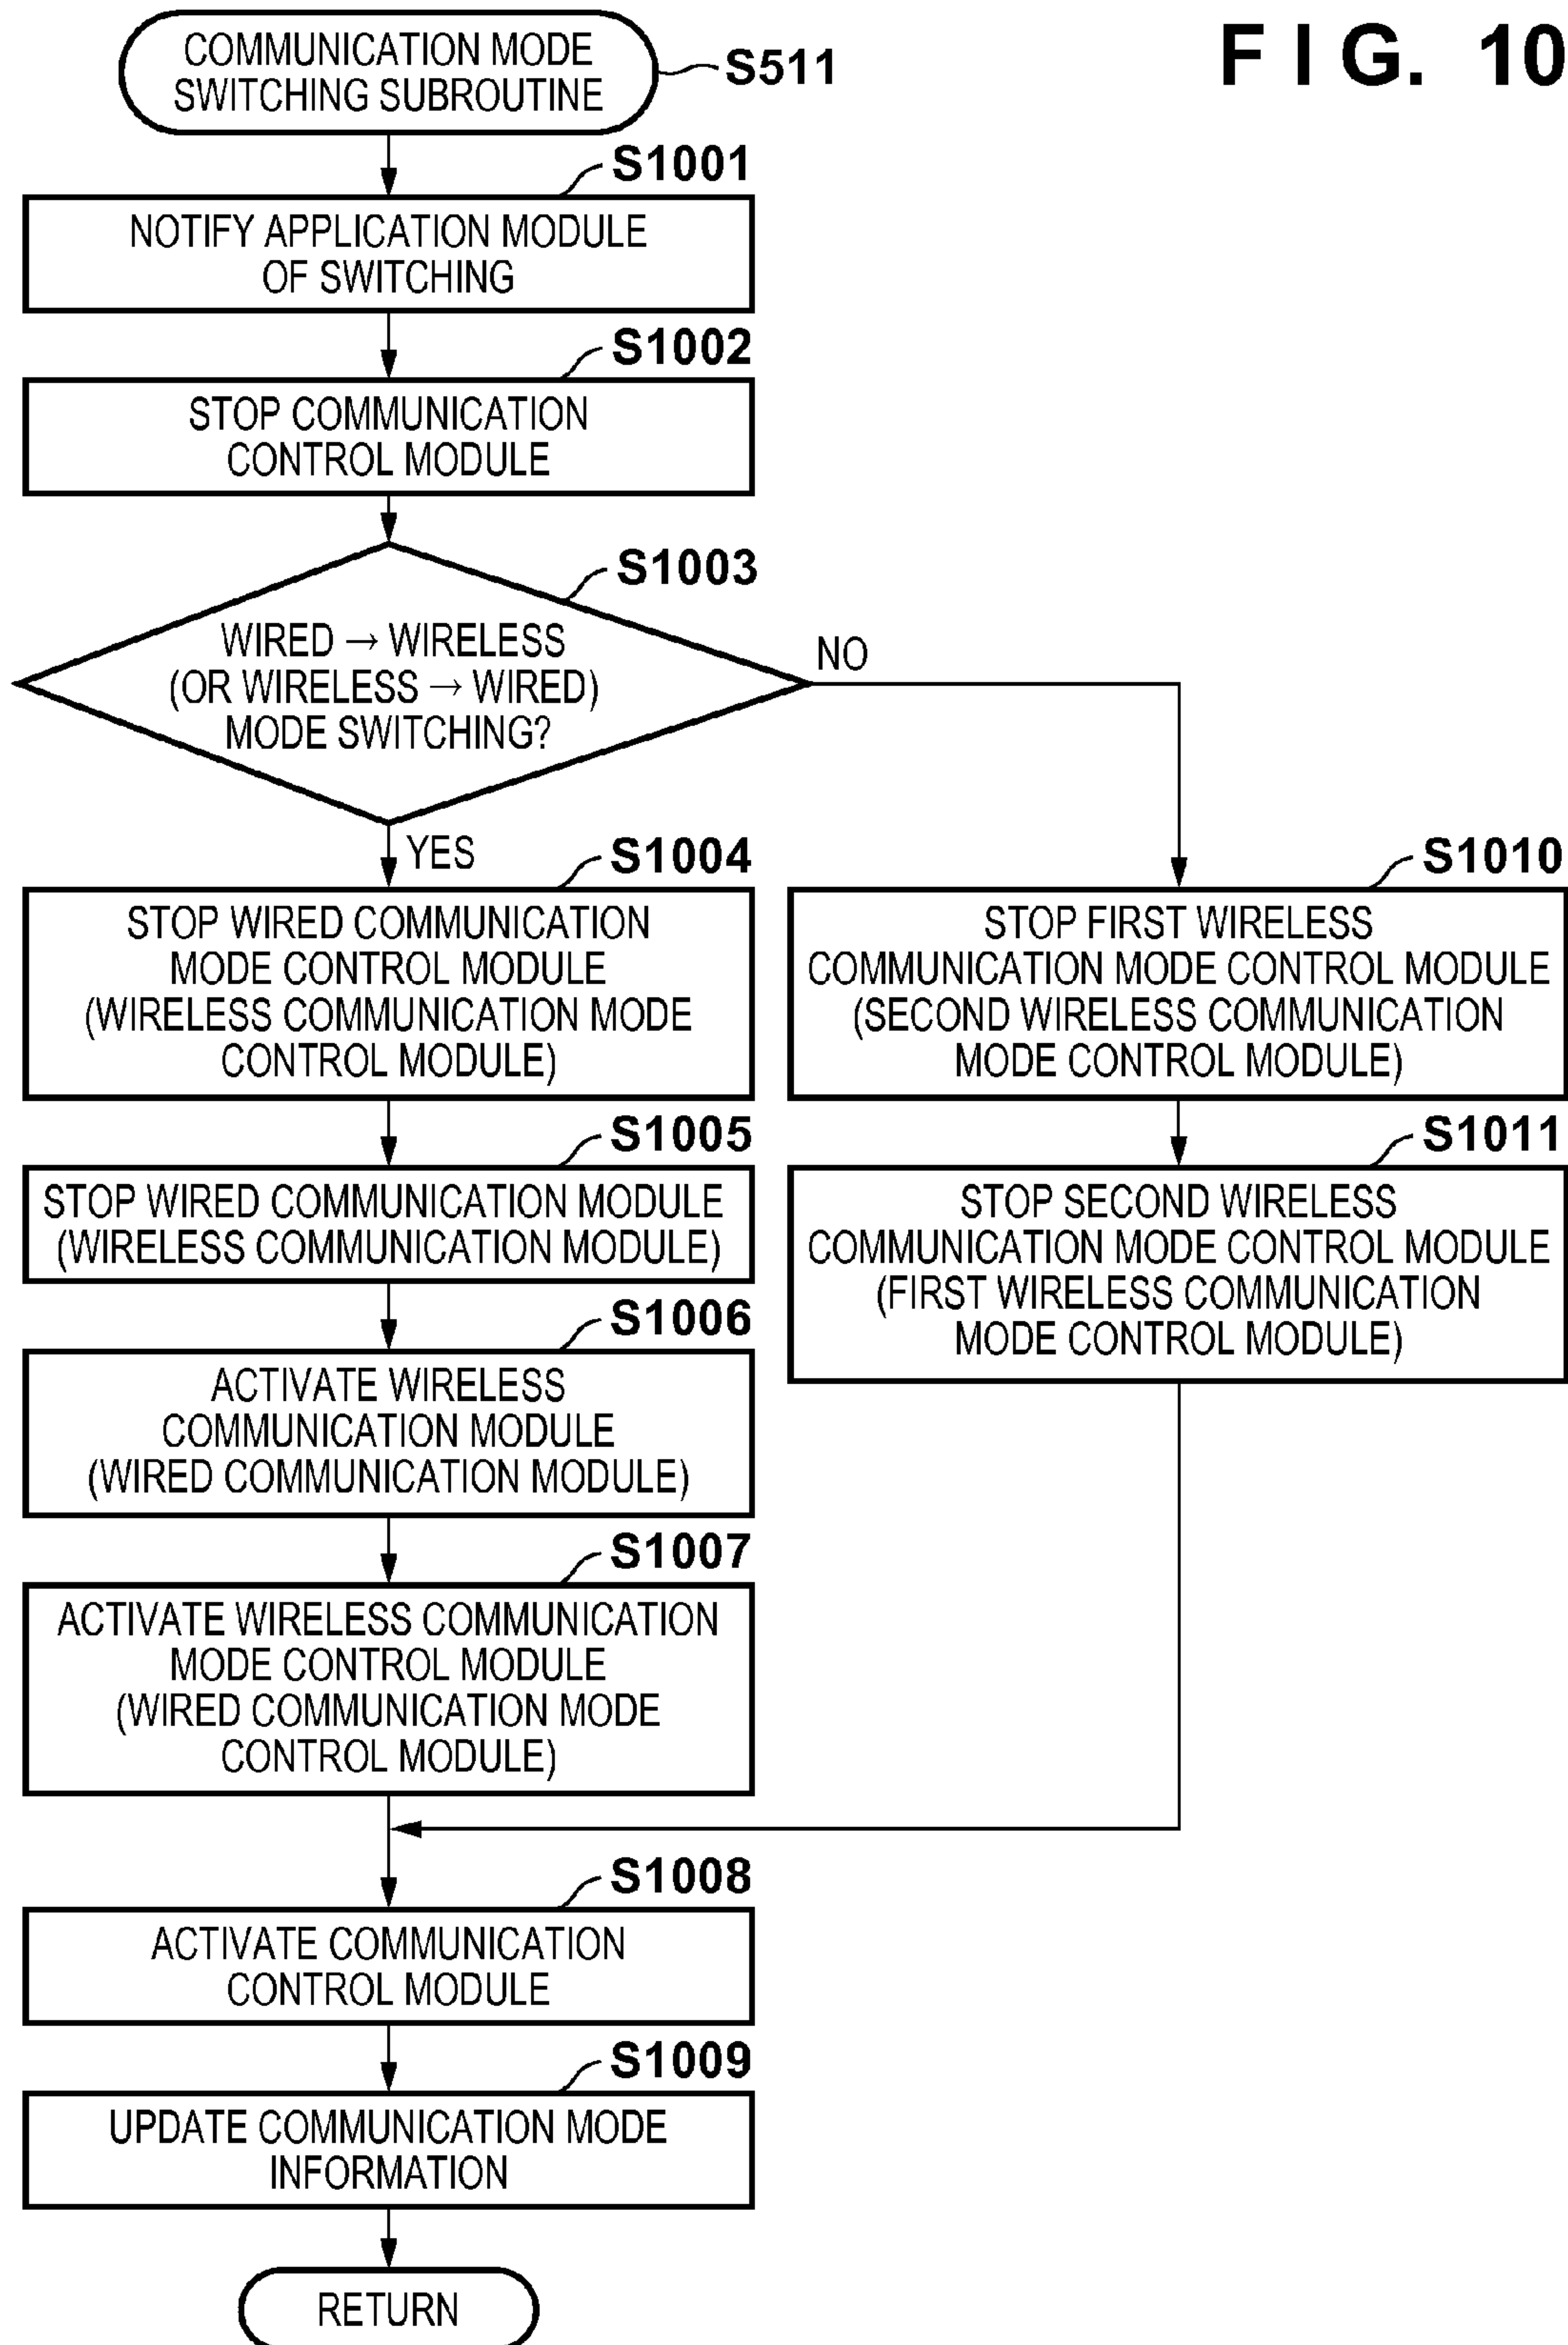 FIG. 10
COMMUNICATION MODE
SWITCHING SUBROUTINE
S511
S1001
NOTIFY APPLICATION MODULE
OF SWITCHING
S1002
STOP COMMUNICATION
CONTROL MODULE
S1003
WIRED → WIRELESS
(OR WIRELESS → WIRED)
MODE SWITCHING?
NO
YES
S1004
STOP WIRED COMMUNICATION
MODE CONTROL MODULE
(WIRELESS COMMUNICATION MODE
CONTROL MODULE)
S1005
STOP WIRED COMMUNICATION MODULE
(WIRELESS COMMUNICATION MODULE)
S1006
ACTIVATE WIRELESS
COMMUNICATION MODULE
(WIRED COMMUNICATION MODULE)
S1007
ACTIVATE WIRELESS COMMUNICATION
MODE CONTROL MODULE
(WIRED COMMUNICATION MODE
CONTROL MODULE)
S1010
STOP FIRST WIRELESS
COMMUNICATION MODE CONTROL MODULE
(SECOND WIRELESS COMMUNICATION
MODE CONTROL MODULE)
S1011
STOP SECOND WIRELESS
COMMUNICATION MODE CONTROL MODULE
(FIRST WIRELESS COMMUNICATION
MODE CONTROL MODULE)
S1008
ACTIVATE COMMUNICATION
CONTROL MODULE
S1009
UPDATE COMMUNICATION MODE
INFORMATION
RETURN